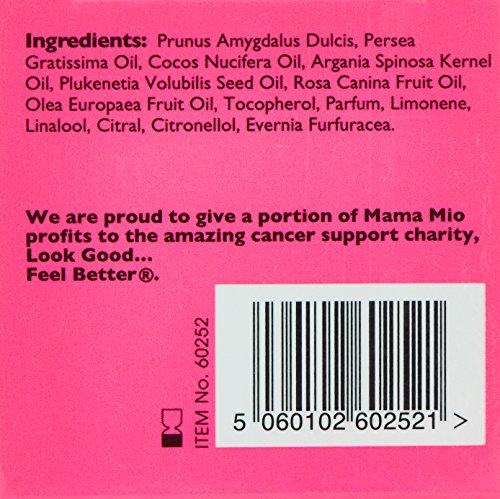 Ingredients: Prunus Amygdalus Dulcis, Persea
Gratissima Oil, Cocos Nucifera Oil, Argania Spinosa Kernel
Oil, Plukenetia Volubilis Seed Oil, Rosa Canina Fruit Oil,
Olea Europaea Fruit Oil, Tocopherol, Parfum, Limonene,
Linalool, Citral, Citronellol, Evernia Furfuracea.
We are proud to give a portion of Mama Mio
profits to the amazing cancer support charity,
Look Good...
Feel Better®.
ITEM No. 60252
5 060102 602521 >